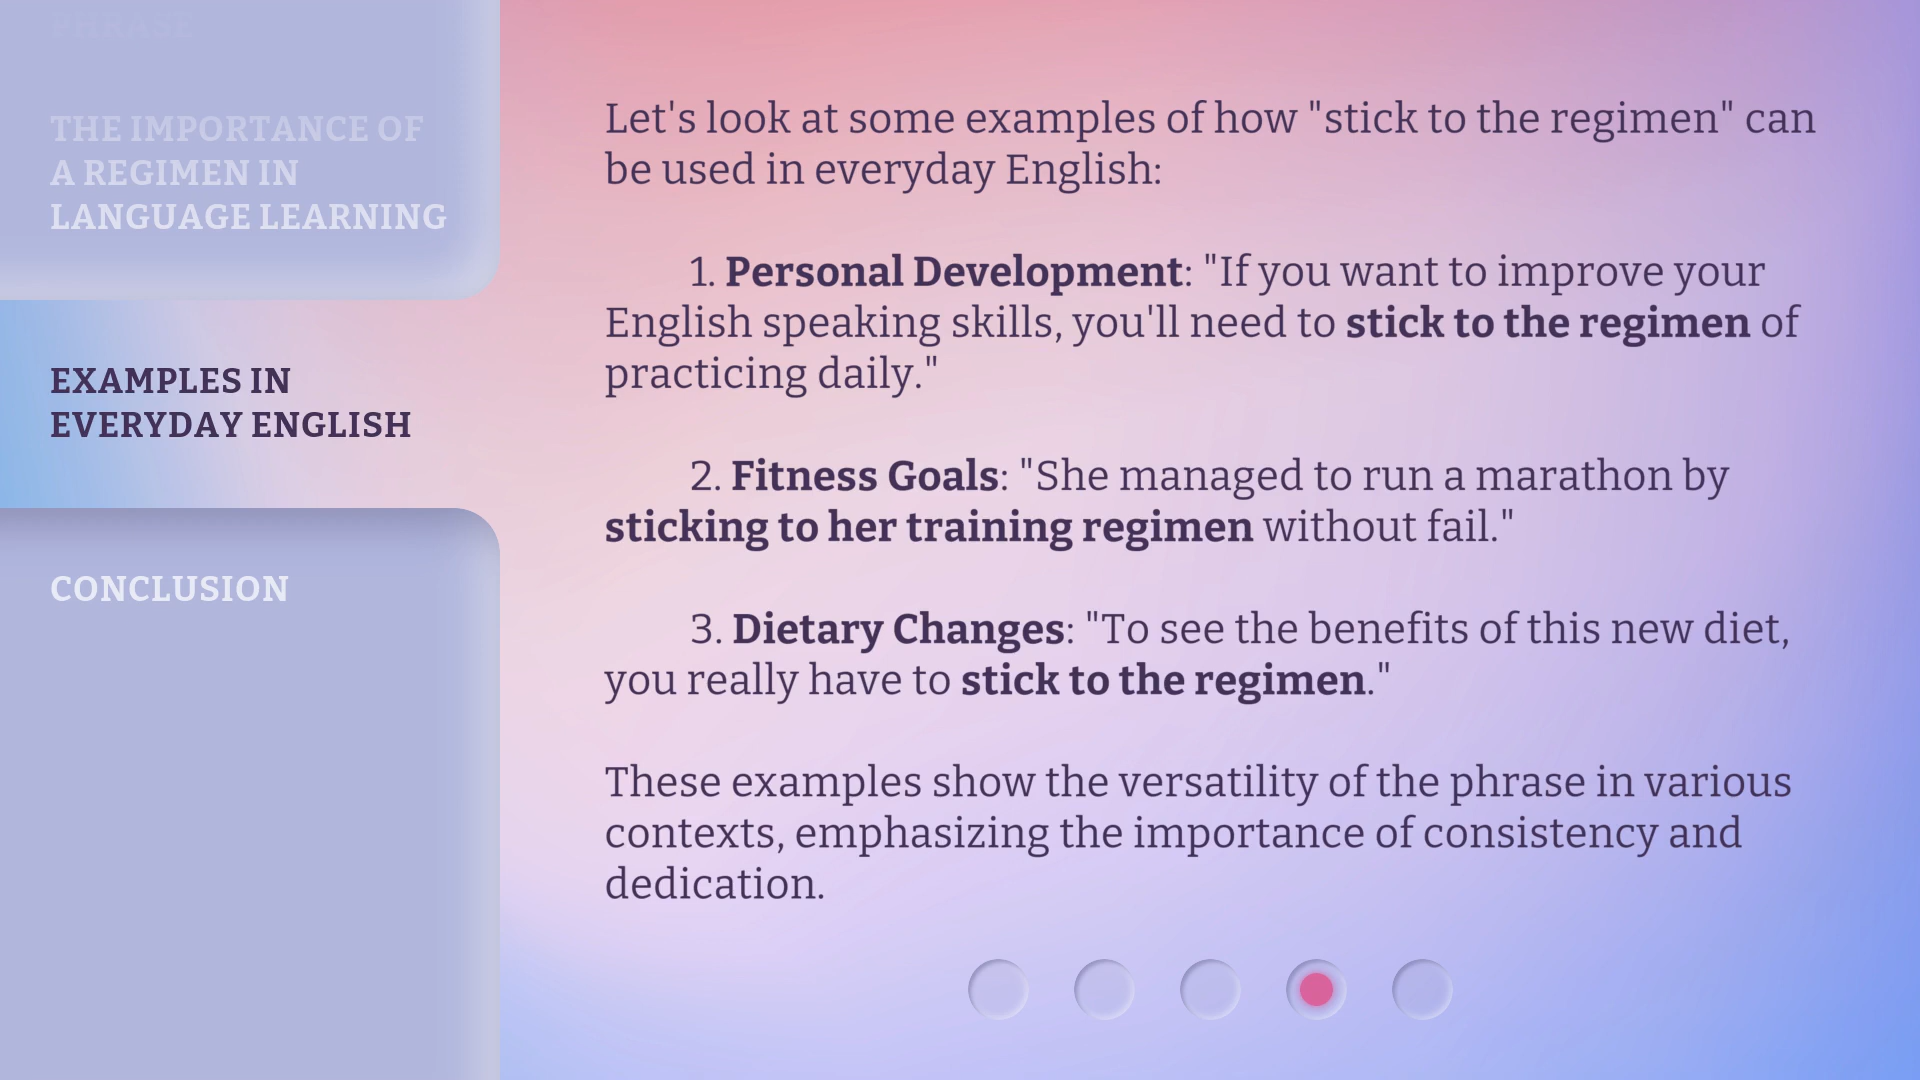 PHRASE
THE IMPORTANCE OF
A REGIMEN IN
LANGUAGE LEARNING
EXAMPLES IN
EVERYDAY ENGLISH
CONCLUSION
Let's look at some examples of how "stick to the regimen" can
be used in everyday English:
1. Personal Development: "If you want to improve your
English speaking skills, you'll need to stick to the regimen of
practicing daily."
2. Fitness Goals: "She managed to run a marathon by
sticking to her training regimen without fail."
3. Dietary Changes: "To see the benefits of this new diet,
you really have to stick to the regimen."
These examples show the versatility of the phrase in various
contexts, emphasizing the importance of consistency and
dedication.